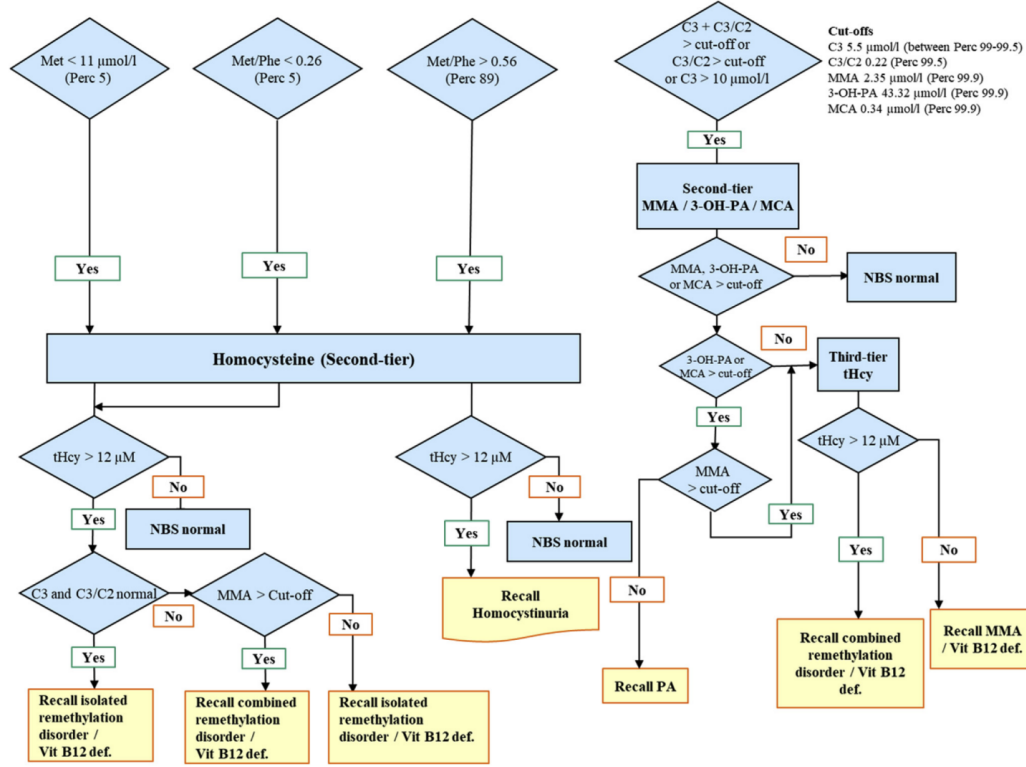 Met < 11 µmol/l
(Perc 5)
Met/Phe < 0.26
(Perc 5)
Met/Phe > 0.56
(Perc 89)
C3 + C3/C2
> cut-off or
C3/C2 > cut-off
or C3 > 10 µmol/l
Cut-offs
C3 5.5 µmol/l (between Perc 99-99.5)
C3/C2 0.22 (Perc 99.5)
MMA 2.35 µmol/l (Perc 99.9)
3-OH-PA 43.32 µmol/l (Perc 99.9)
MCA 0.34 µmol/l (Perc 99.9)
Yes
Second-tier
MMA / 3-OH-PA / MCA
Yes
Yes
Yes
No
MMA, 3-OH-PA
or MCA > cut-off
NBS normal
Homocysteine (Second-tier)
No
3-OH-PA or
MCA > cut-off
Third-tier
tHcy
Yes
tHcy > 12 µM
No
NBS normal
Yes
tHcy > 12 µM
No
NBS normal
Yes
MMA
> cut-off
Yes
tHcy > 12 µM
Yes
No
C3 and C3/C2 normal
No
MMA > Cut-off
No
Yes
Yes
Recall
Homocystinuria
No
Recall PA
Recall combined
remethylation
disorder / Vit B12
def.
Recall MMA
/ Vit B12 def.
Recall isolated
remethylation
disorder /
Vit B12 def.
Recall combined
remethylation
disorder /
Vit B12 def.
Recall isolated
remethylation
disorder / Vit B12 def.